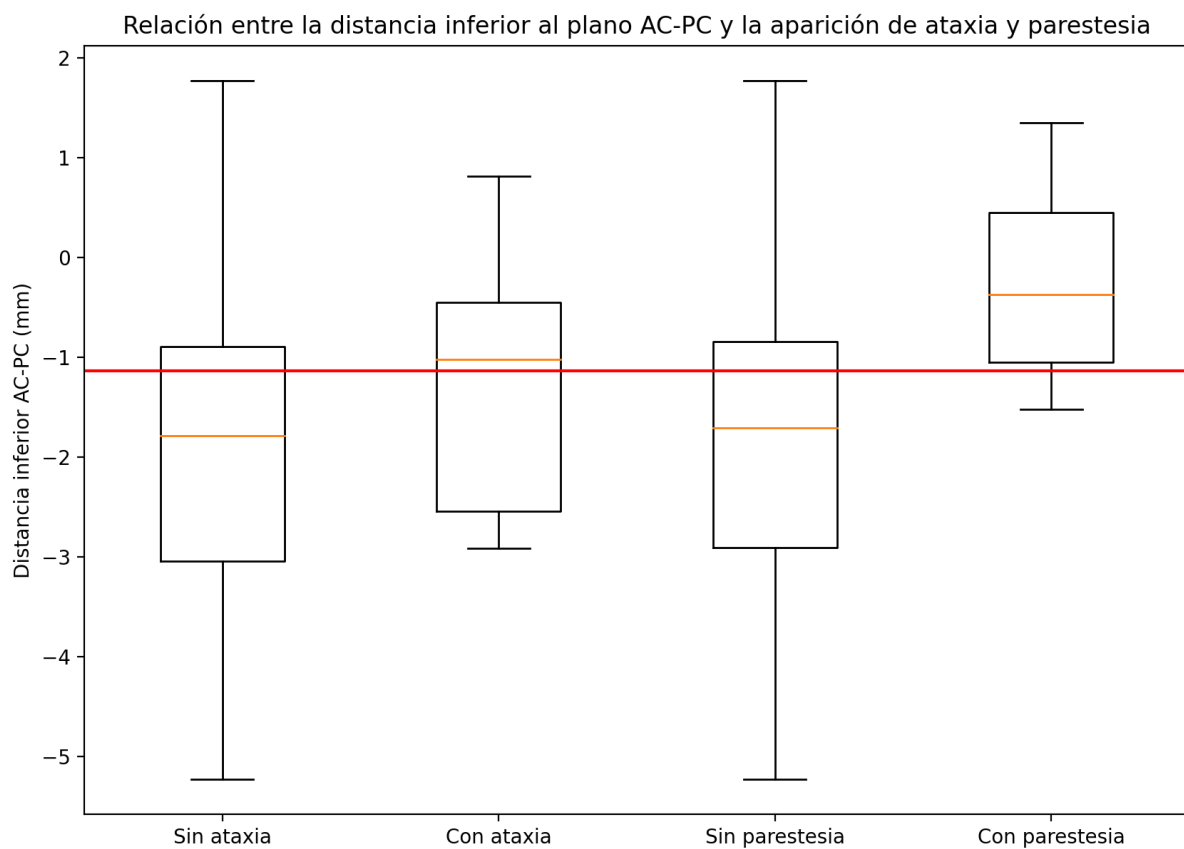 Relación entre la distancia inferior al plano AC-PC y la aparición de ataxia y parestesia
Distancia inferior AC-PC (mm)
2
1
0
−1
−2
−3
−4
−5
Sin ataxia
Con ataxia
Sin parestesia
Con parestesia